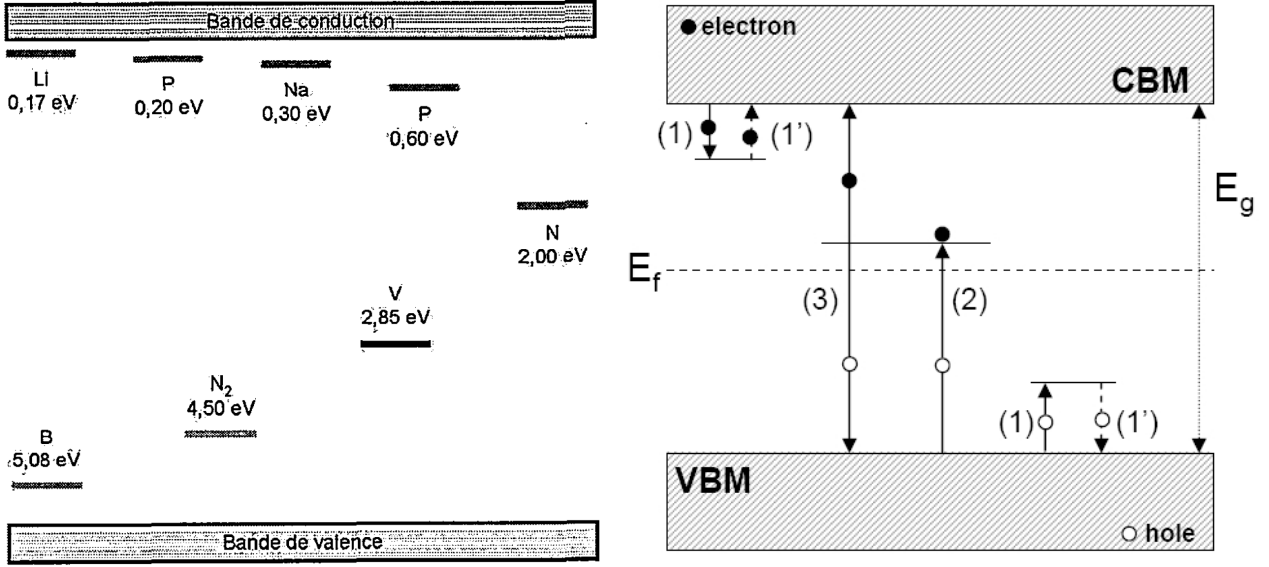 Bande de conduction
Li
0,17 eV
P
0,20 eV
Na
0,30 eV
P
0,60 eV
N
2,00 eV
V
2,85 eV
N2
4,50 eV
B
5,08 eV
Bande de valence
electron
CBM
(1)
(1')
Eg
Ef
(3)
(2)
(1)
(1')
VBM
hole